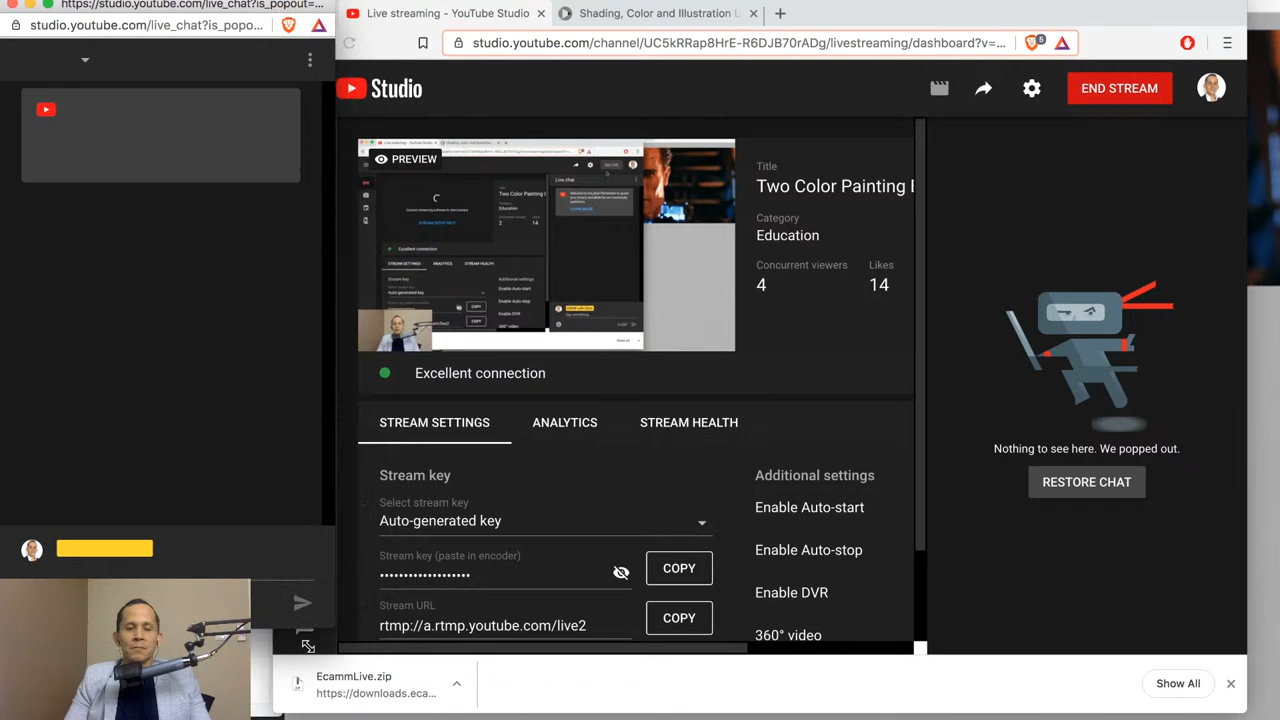 https://studio.youtube.com/live_chat?is_popout=...
studio.youtube.com/live_chat?is_popo...
Live streaming - YouTube Studio
Shading, Color and Illustration L
studio.youtube.com/channel/UC5kRRap8HrE-R6DJB70rADg/livestreaming/dashboard?v=...
5
Studio
END STREAM
PREVIEW
Title
Two Color Painting
Category
Education
Concurrent viewers
Likes
4
14
Excellent connection
STREAM SETTINGS
ANALYTICS
STREAM HEALTH
Stream key
Select stream key
Auto-generated key
Stream key (paste in encoder)
COPY
Stream URL
rtmp://a.rtmp.youtube.com/live2
COPY
Additional settings
Enable Auto-start
Enable Auto-stop
Enable DVR
360° video
Nothing to see here. We popped out.
RESTORE CHAT
EcammLive.zip
https://downloads.eca...
Show All